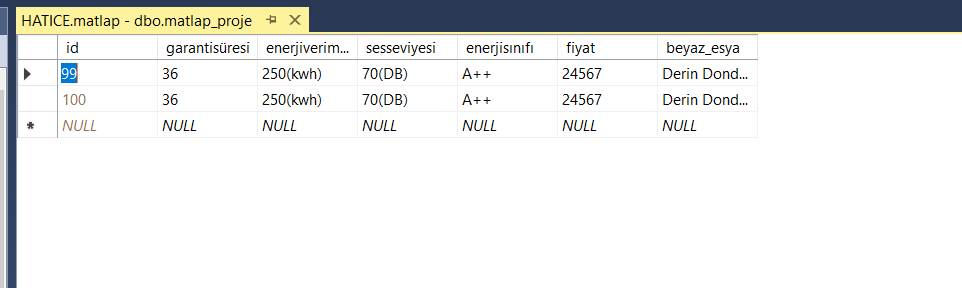 HATICE.matlap - dbo.matlap_proje
id garantisüresi enerjiverim... sesseviyesi enerjisınıfı fiyat beyaz_esya
99 36 250(kwh) 70(DB) A++ 24567 Derin Dond...
100 36 250(kwh) 70(DB) A++ 24567 Derin Dond...
NULL NULL NULL NULL NULL NULL NULL